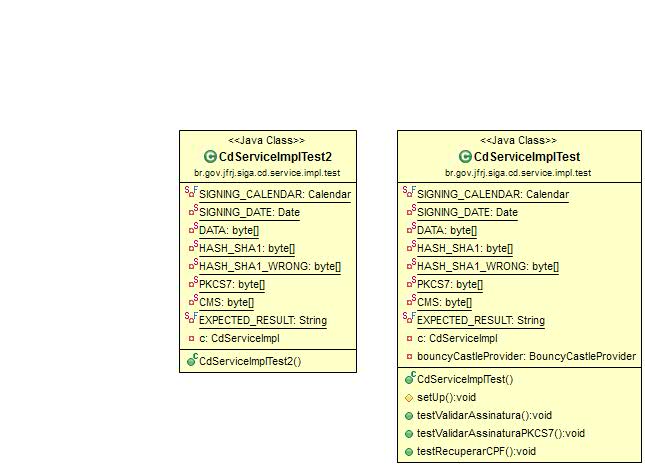 <<Java Class>>
CdServiceImplTest2
br.gov.jfrj.siga.cd.service.impl.test
SIGNING_CALENDAR: Calendar
SIGNING_DATE: Date
DATA: byte[]
HASH_SHA1: byte[]
HASH_SHA1_WRONG: byte[]
PKCS7: byte[]
CMS: byte[]
EXPECTED_RESULT: String
c: CdServiceImpl
CdServiceImplTest2()
<<Java Class>>
CdServiceImplTest
br.gov.jfrj.siga.cd.service.impl.test
SIGNING_CALENDAR: Calendar
SIGNING_DATE: Date
DATA: byte[]
HASH_SHA1: byte[]
HASH_SHA1_WRONG: byte[]
PKCS7: byte[]
CMS: byte[]
EXPECTED_RESULT: String
c: CdServiceImpl
bouncyCastleProvider: BouncyCastleProvider
CdServiceImplTest()
setUp():void
testValidarAssinatura():void
testValidarAssinaturaPKCS7():void
testRecuperarCPF():void